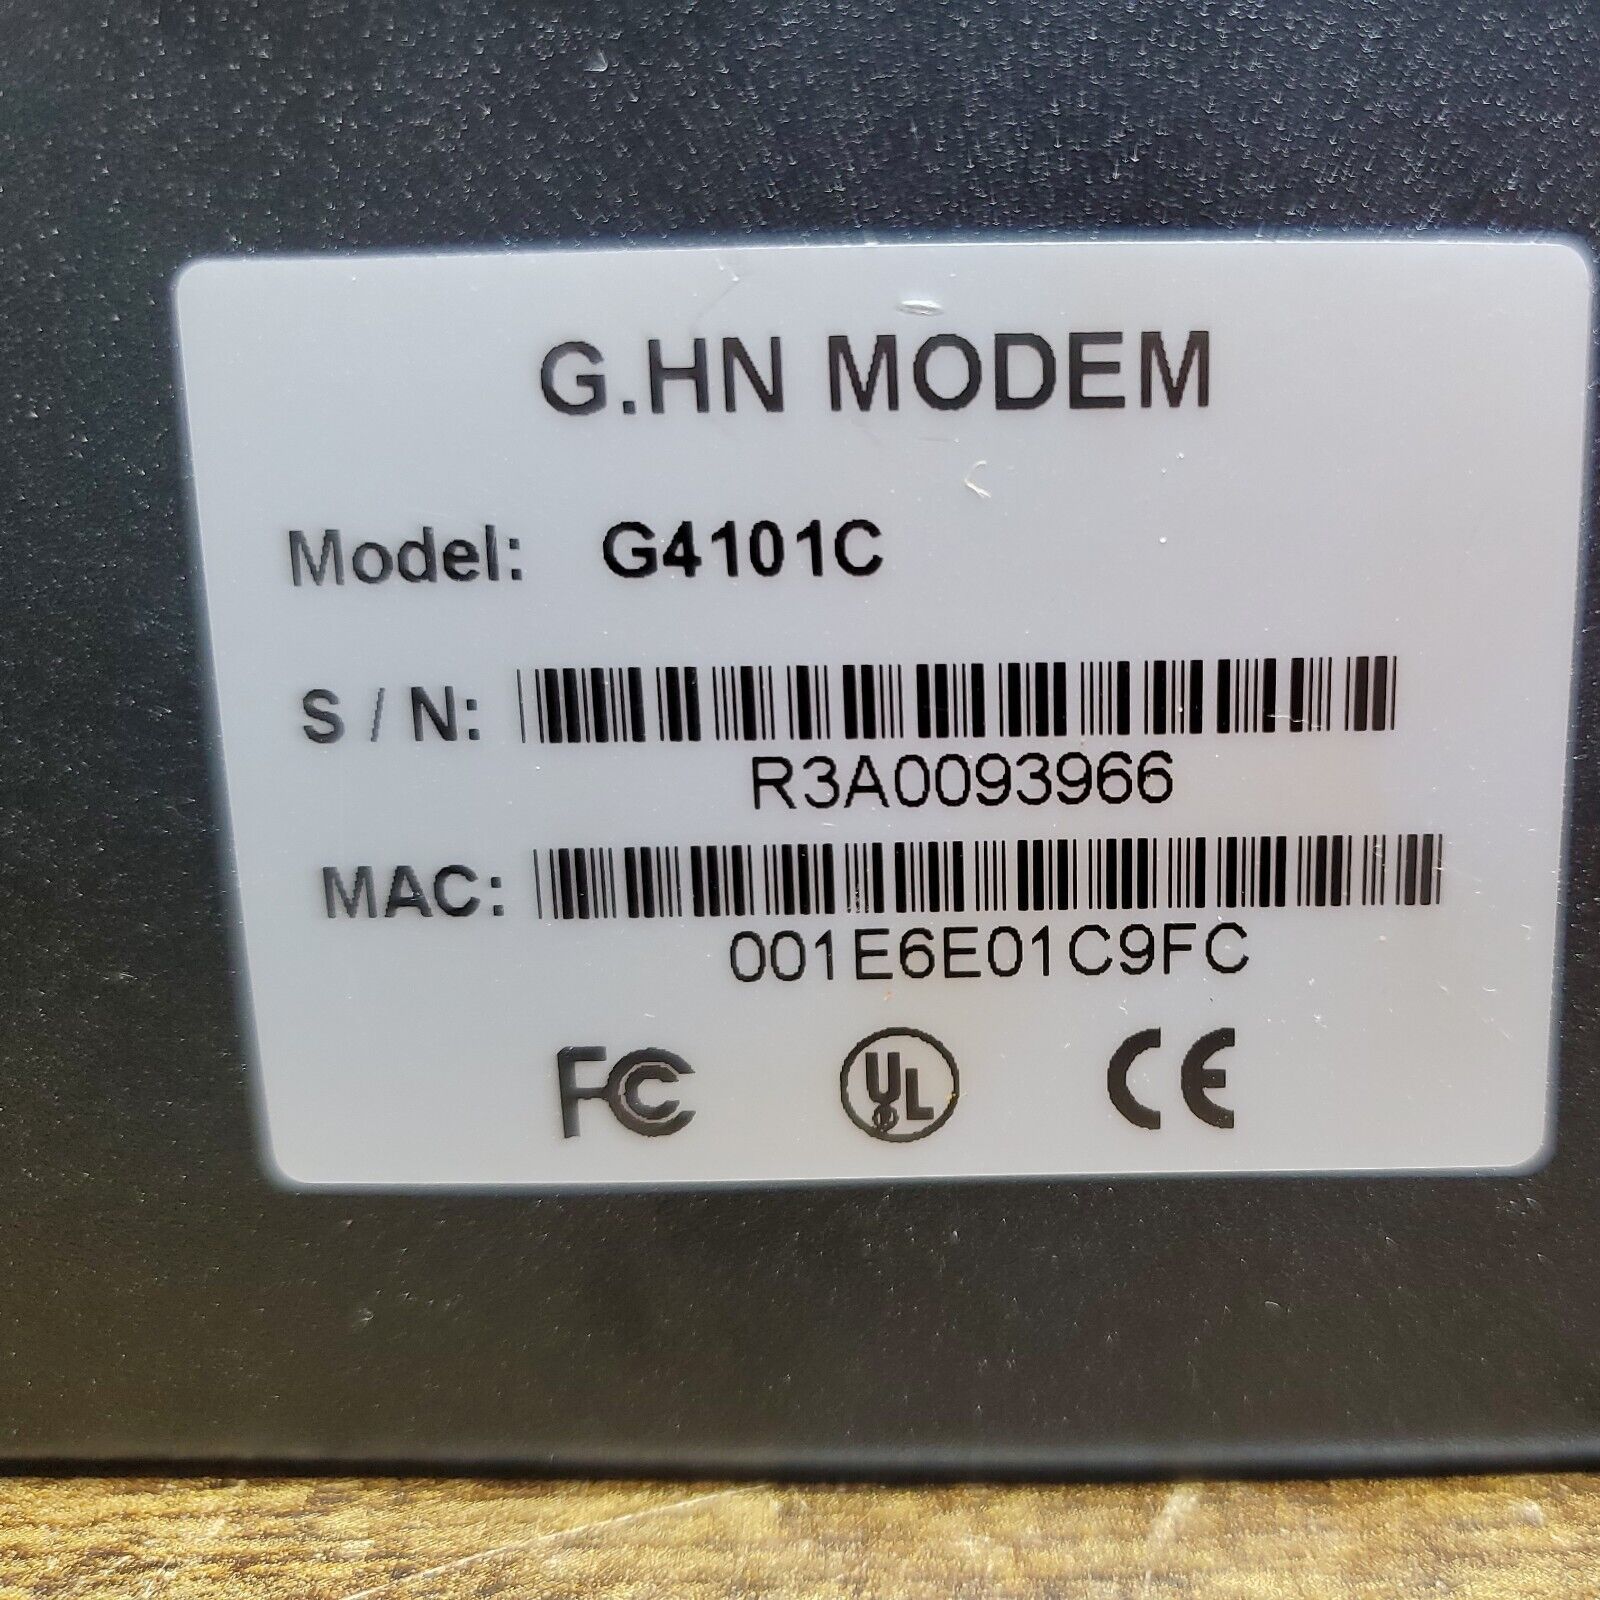 G.HN MODEM
Model: G4101C
S / N:
R3A0093966
MAC:
001E6E01C9FC
FC UL CE